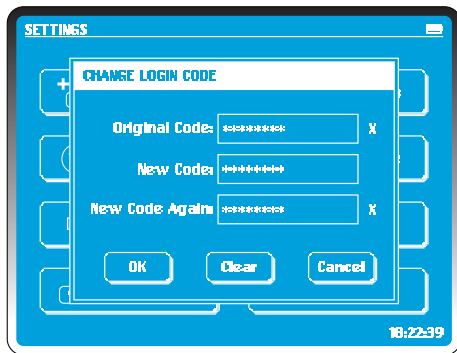 SETTINGS
CHANGE LOGIN CODE
Original Code: ******** X
New Code: ********
New Code Again: ******** X
OK Clear Cancel
18:22:39